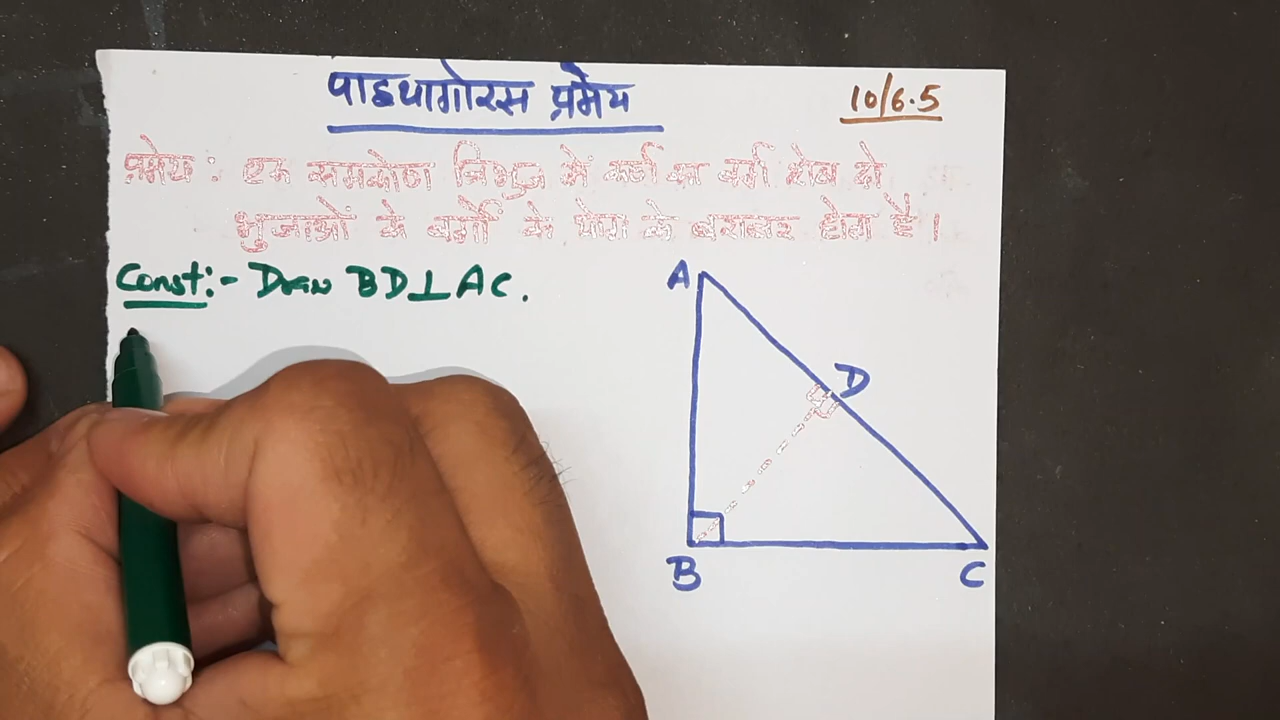 पाइथागोरस प्रमेय
10/6.5
प्रमेय : एक समकोण त्रिभुज में कर्ण का वर्ग शेष दो
भुजाओं के वर्गों के योग के बराबर होता है।
Const:- Draw BD⊥AC.
A
D
B
C